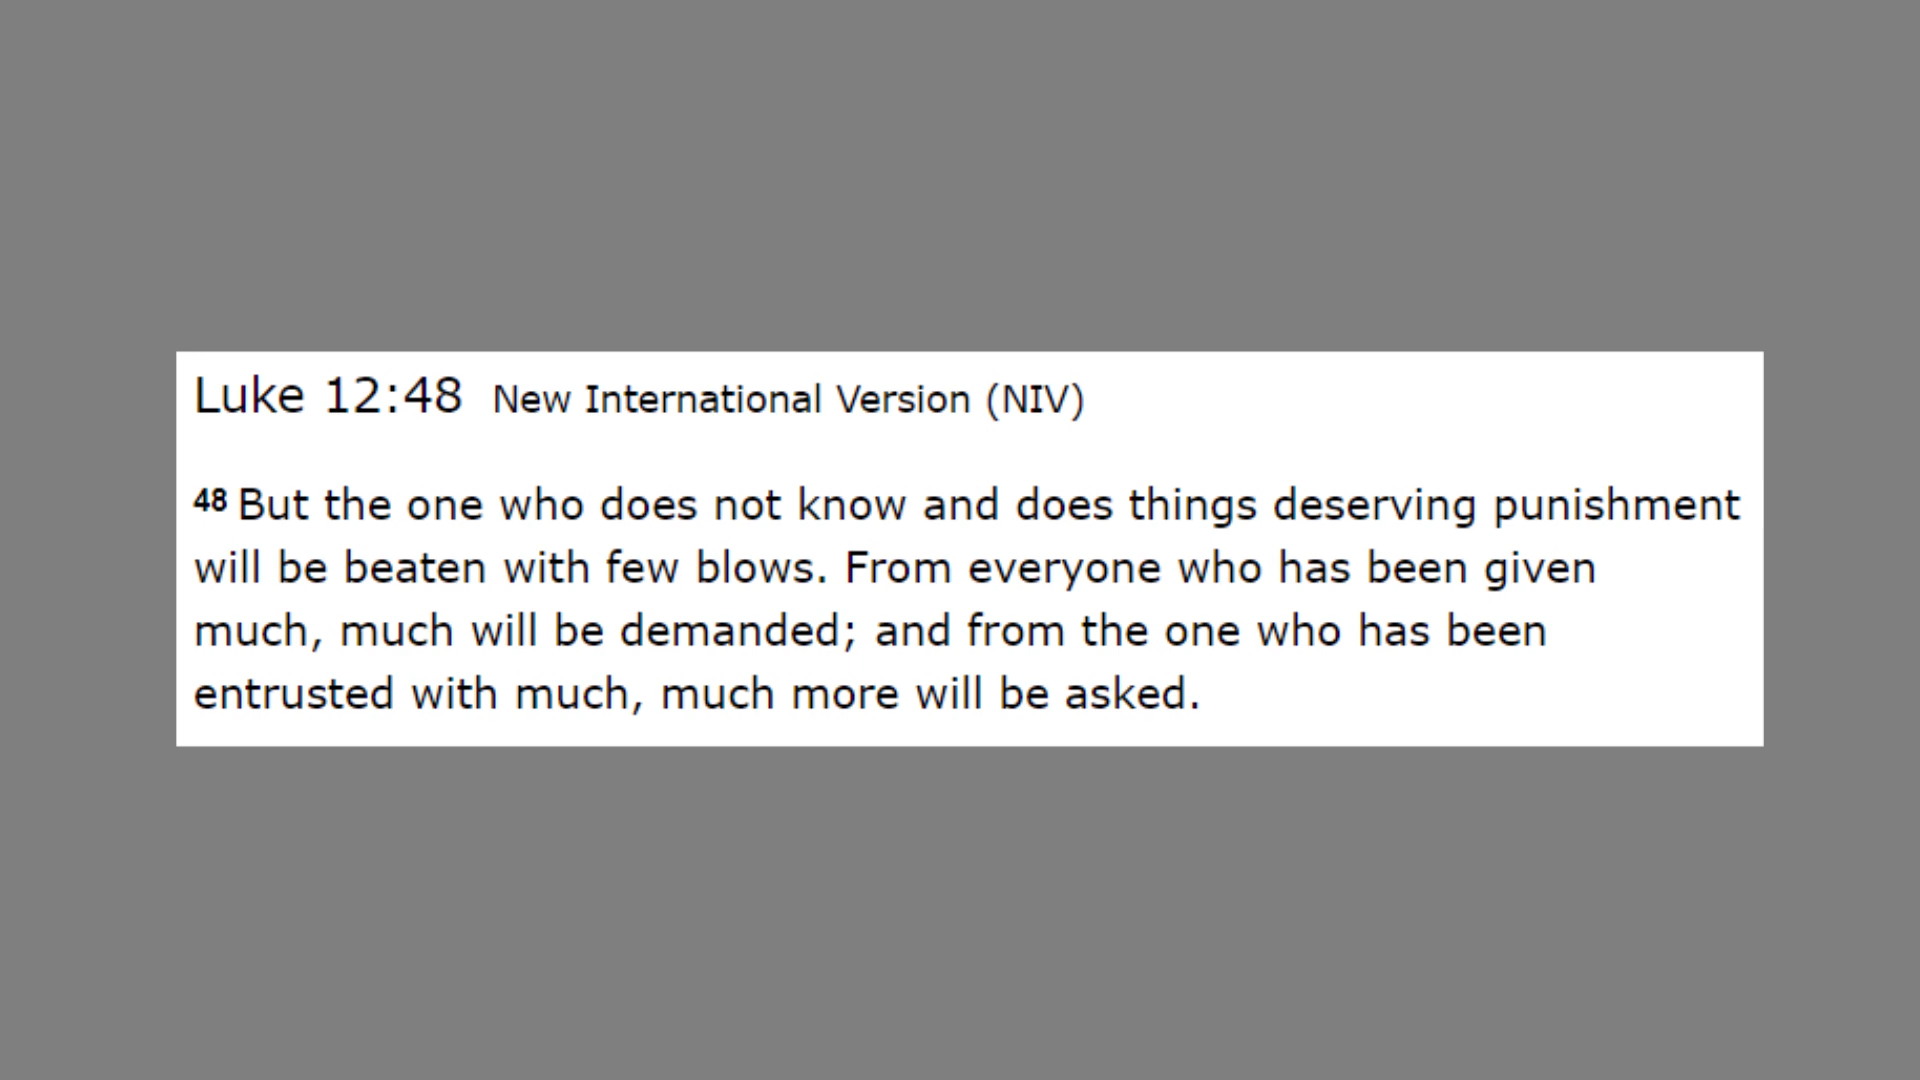 Luke 12:48 New International Version (NIV)
48 But the one who does not know and does things deserving punishment
will be beaten with few blows. From everyone who has been given
much, much will be demanded; and from the one who has been
entrusted with much, much more will be asked.